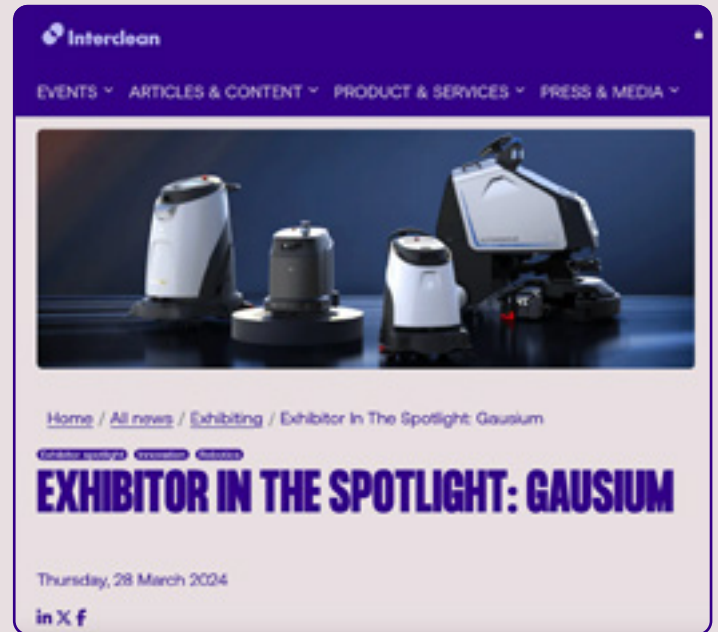 Interclean
EVENTS ARTICLES & CONTENT PRODUCT & SERVICES PRESS & MEDIA
Home / All news / Exhibiting / Exhibitor In The Spotlight: Gausium
Exhibitor spotlight Innovation Robotics
EXHIBITOR IN THE SPOTLIGHT: GAUSIUM
Thursday, 28 March 2024
in X f